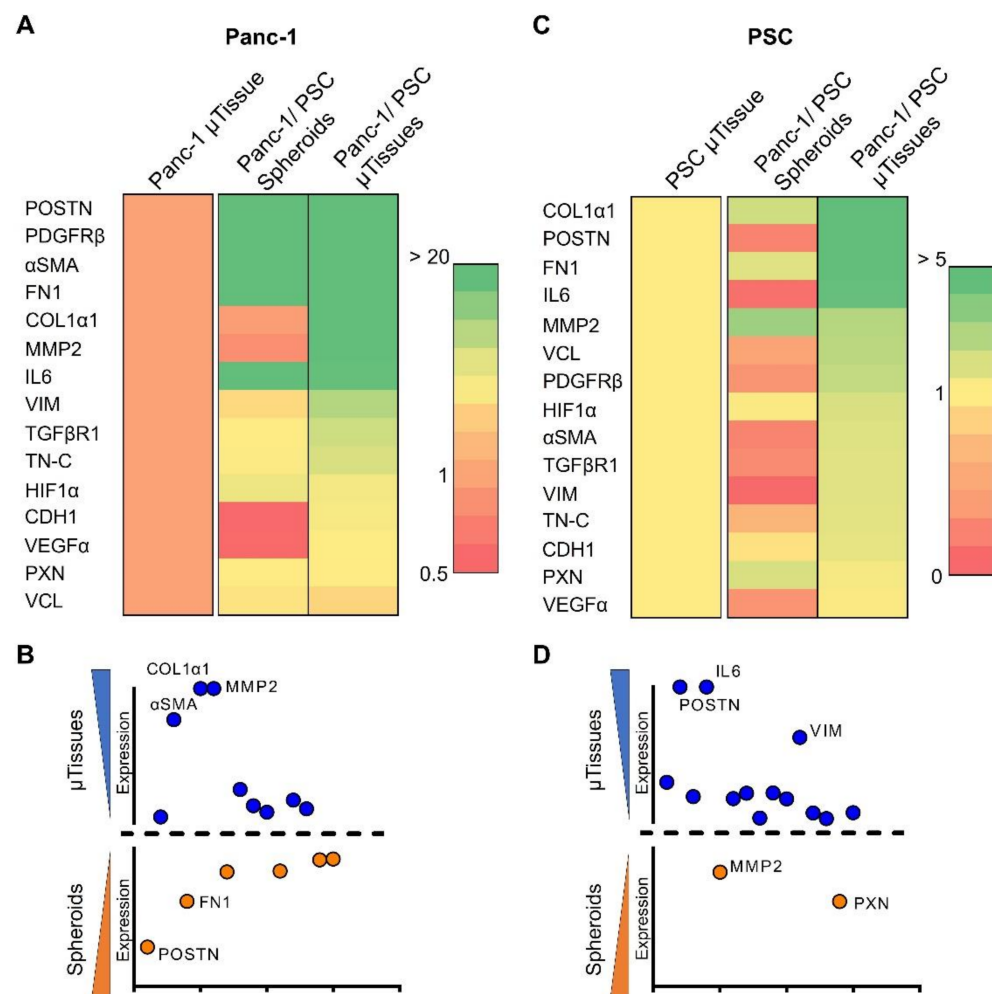 A
Panc-1
Panc-1 µTissue
Panc-1/ PSC
Spheroids
Panc-1/ PSC
µTissues
POSTN
PDGFRβ
αSMA
FN1
COL1α1
MMP2
IL6
VIM
TGFβR1
TN-C
HIF1α
CDH1
VEGFα
PXN
VCL
> 20
1
0.5
C
PSC
PSC µTissue
Panc-1/ PSC
Spheroids
Panc-1/ PSC
µTissues
COL1α1
POSTN
FN1
IL6
MMP2
VCL
PDGFRβ
HIF1α
αSMA
TGFβR1
VIM
TN-C
CDH1
PXN
VEGFα
> 5
1
0
B
µTissues
Expression
COL1α1
MMP2
αSMA
Spheroids
Expression
FN1
POSTN
D
µTissues
Expression
IL6
POSTN
VIM
Spheroids
Expression
MMP2
PXN